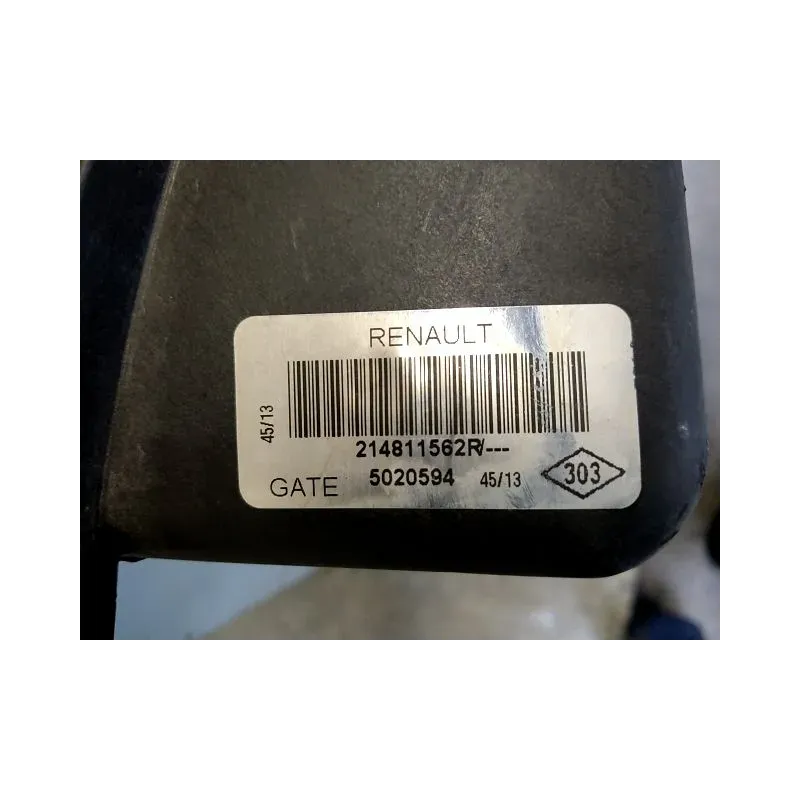 RENAULT
45/13
214811562R/---
GATE 5020594 45/13 303